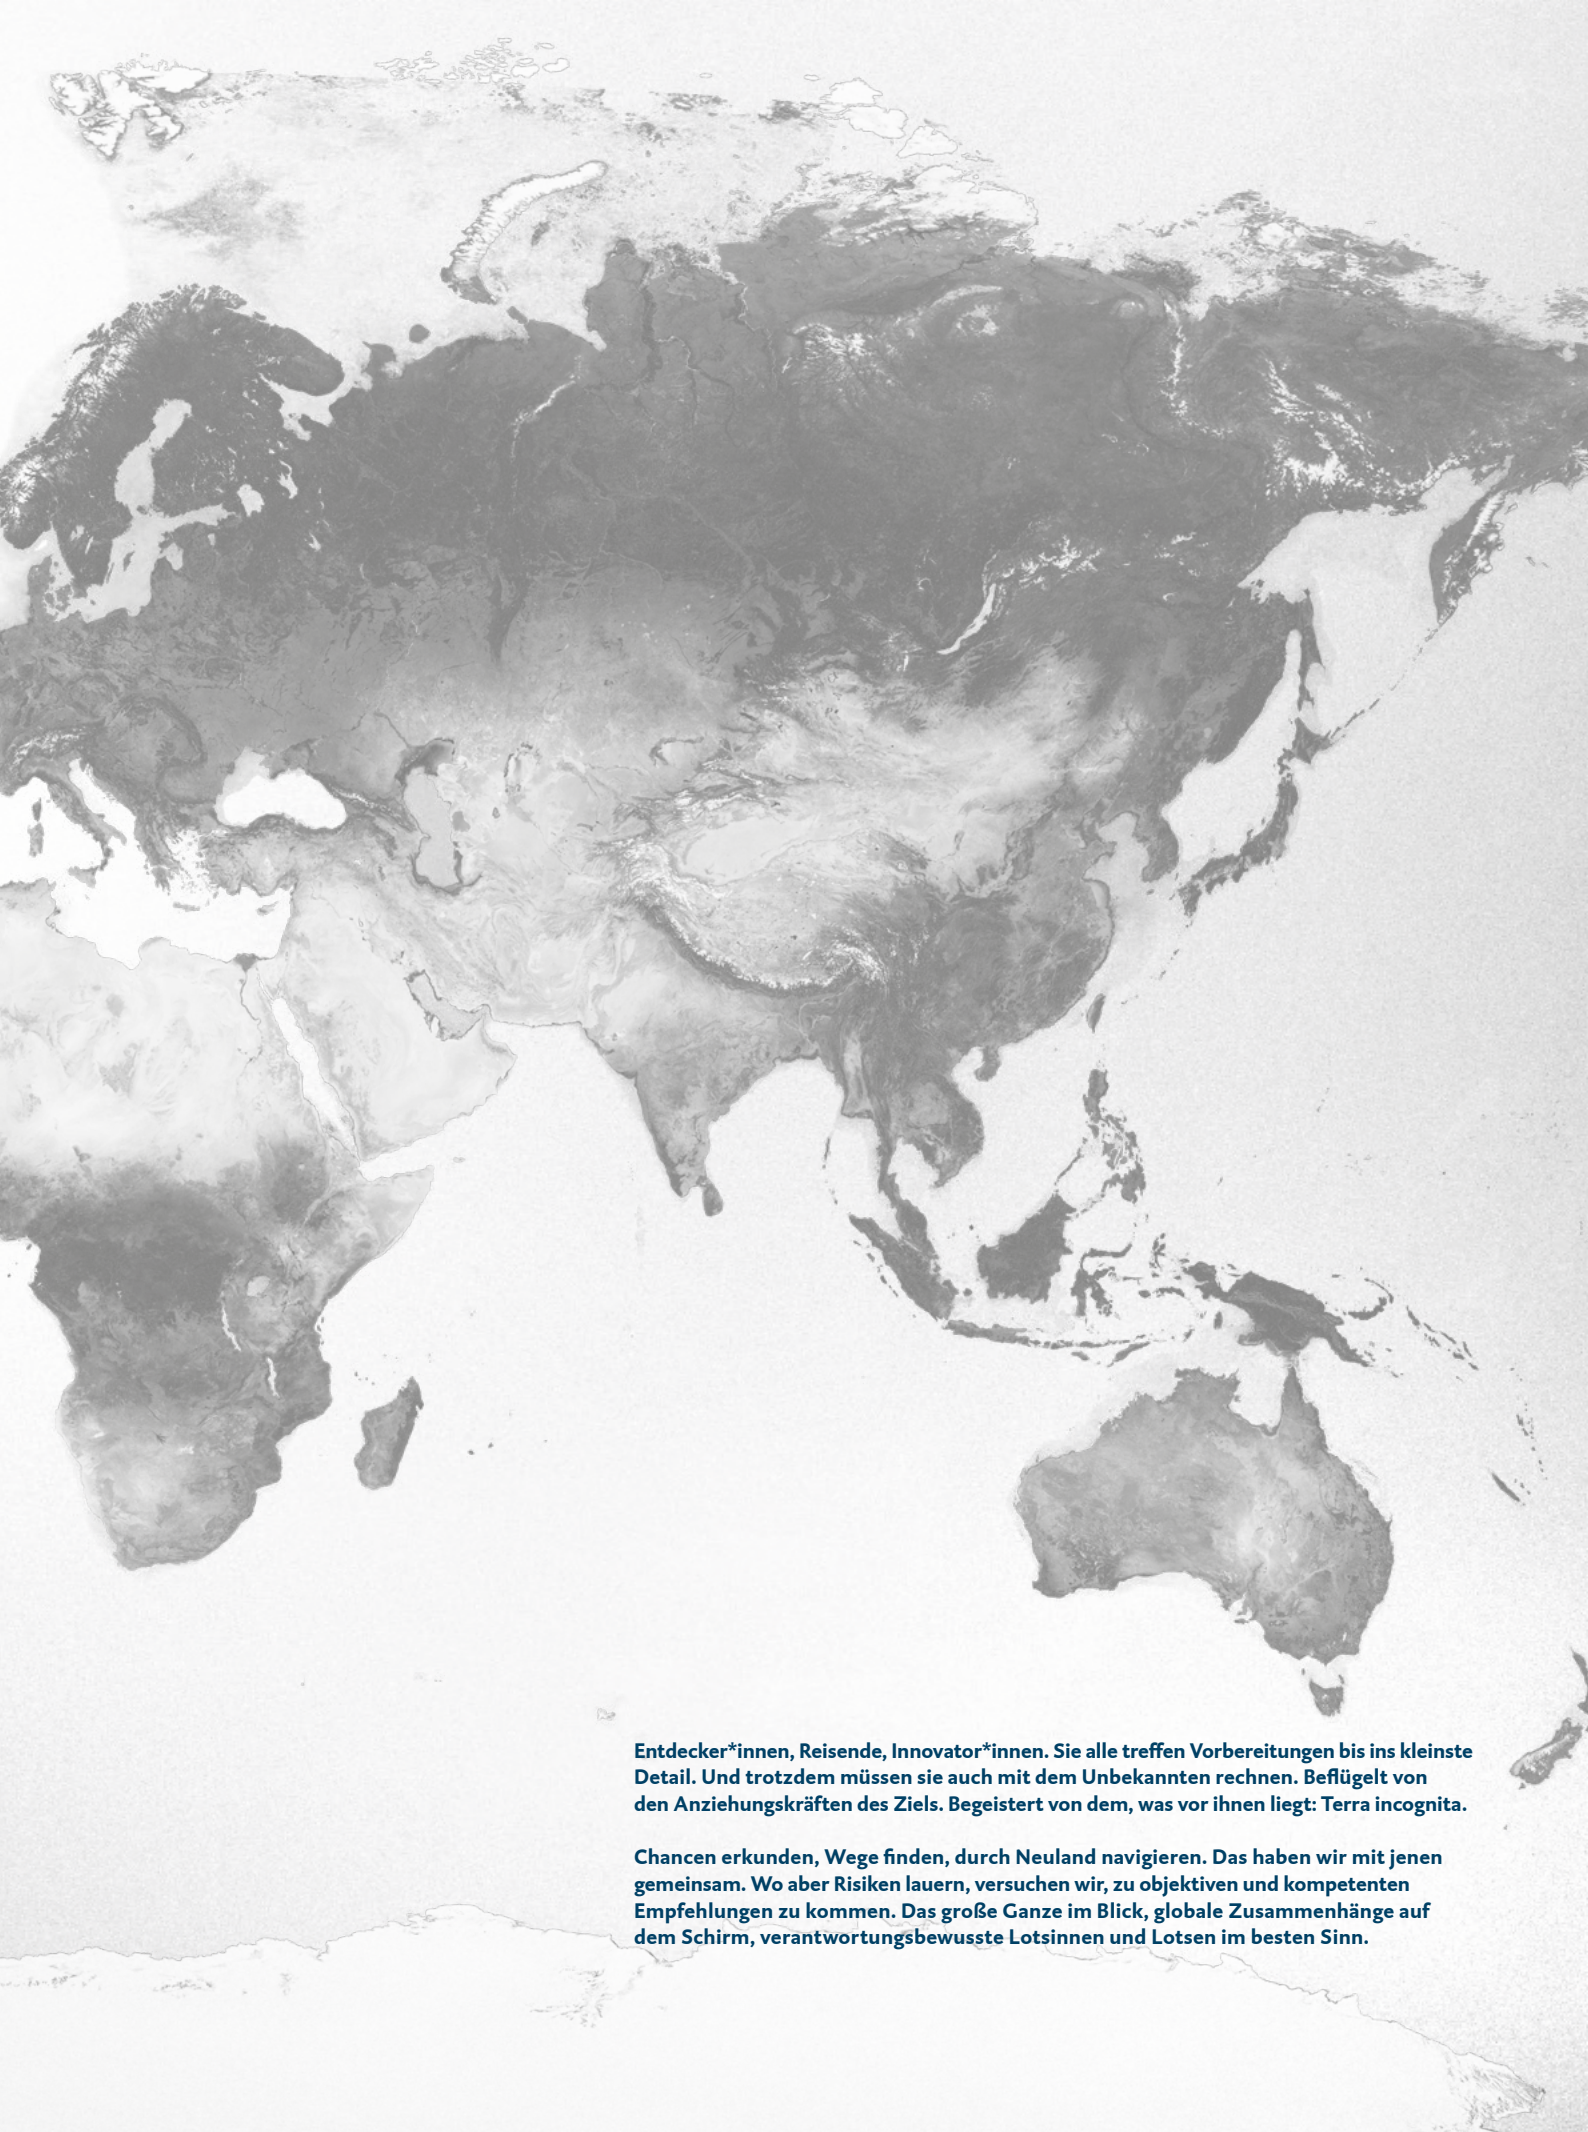 Entdecker*innen, Reisende, Innovator*innen. Sie alle treffen Vorbereitungen bis ins kleinste
Detail. Und trotzdem müssen sie auch mit dem Unbekannten rechnen. Beflügelt von
den Anziehungskräften des Ziels. Begeistert von dem, was vor ihnen liegt: Terra incognita.
Chancen erkunden, Wege finden, durch Neuland navigieren. Das haben wir mit jenen
gemeinsam. Wo aber Risiken lauern, versuchen wir, zu objektiven und kompetenten
Empfehlungen zu kommen. Das große Ganze im Blick, globale Zusammenhänge auf
dem Schirm, verantwortungsbewusste Lotsinnen und Lotsen im besten Sinn.